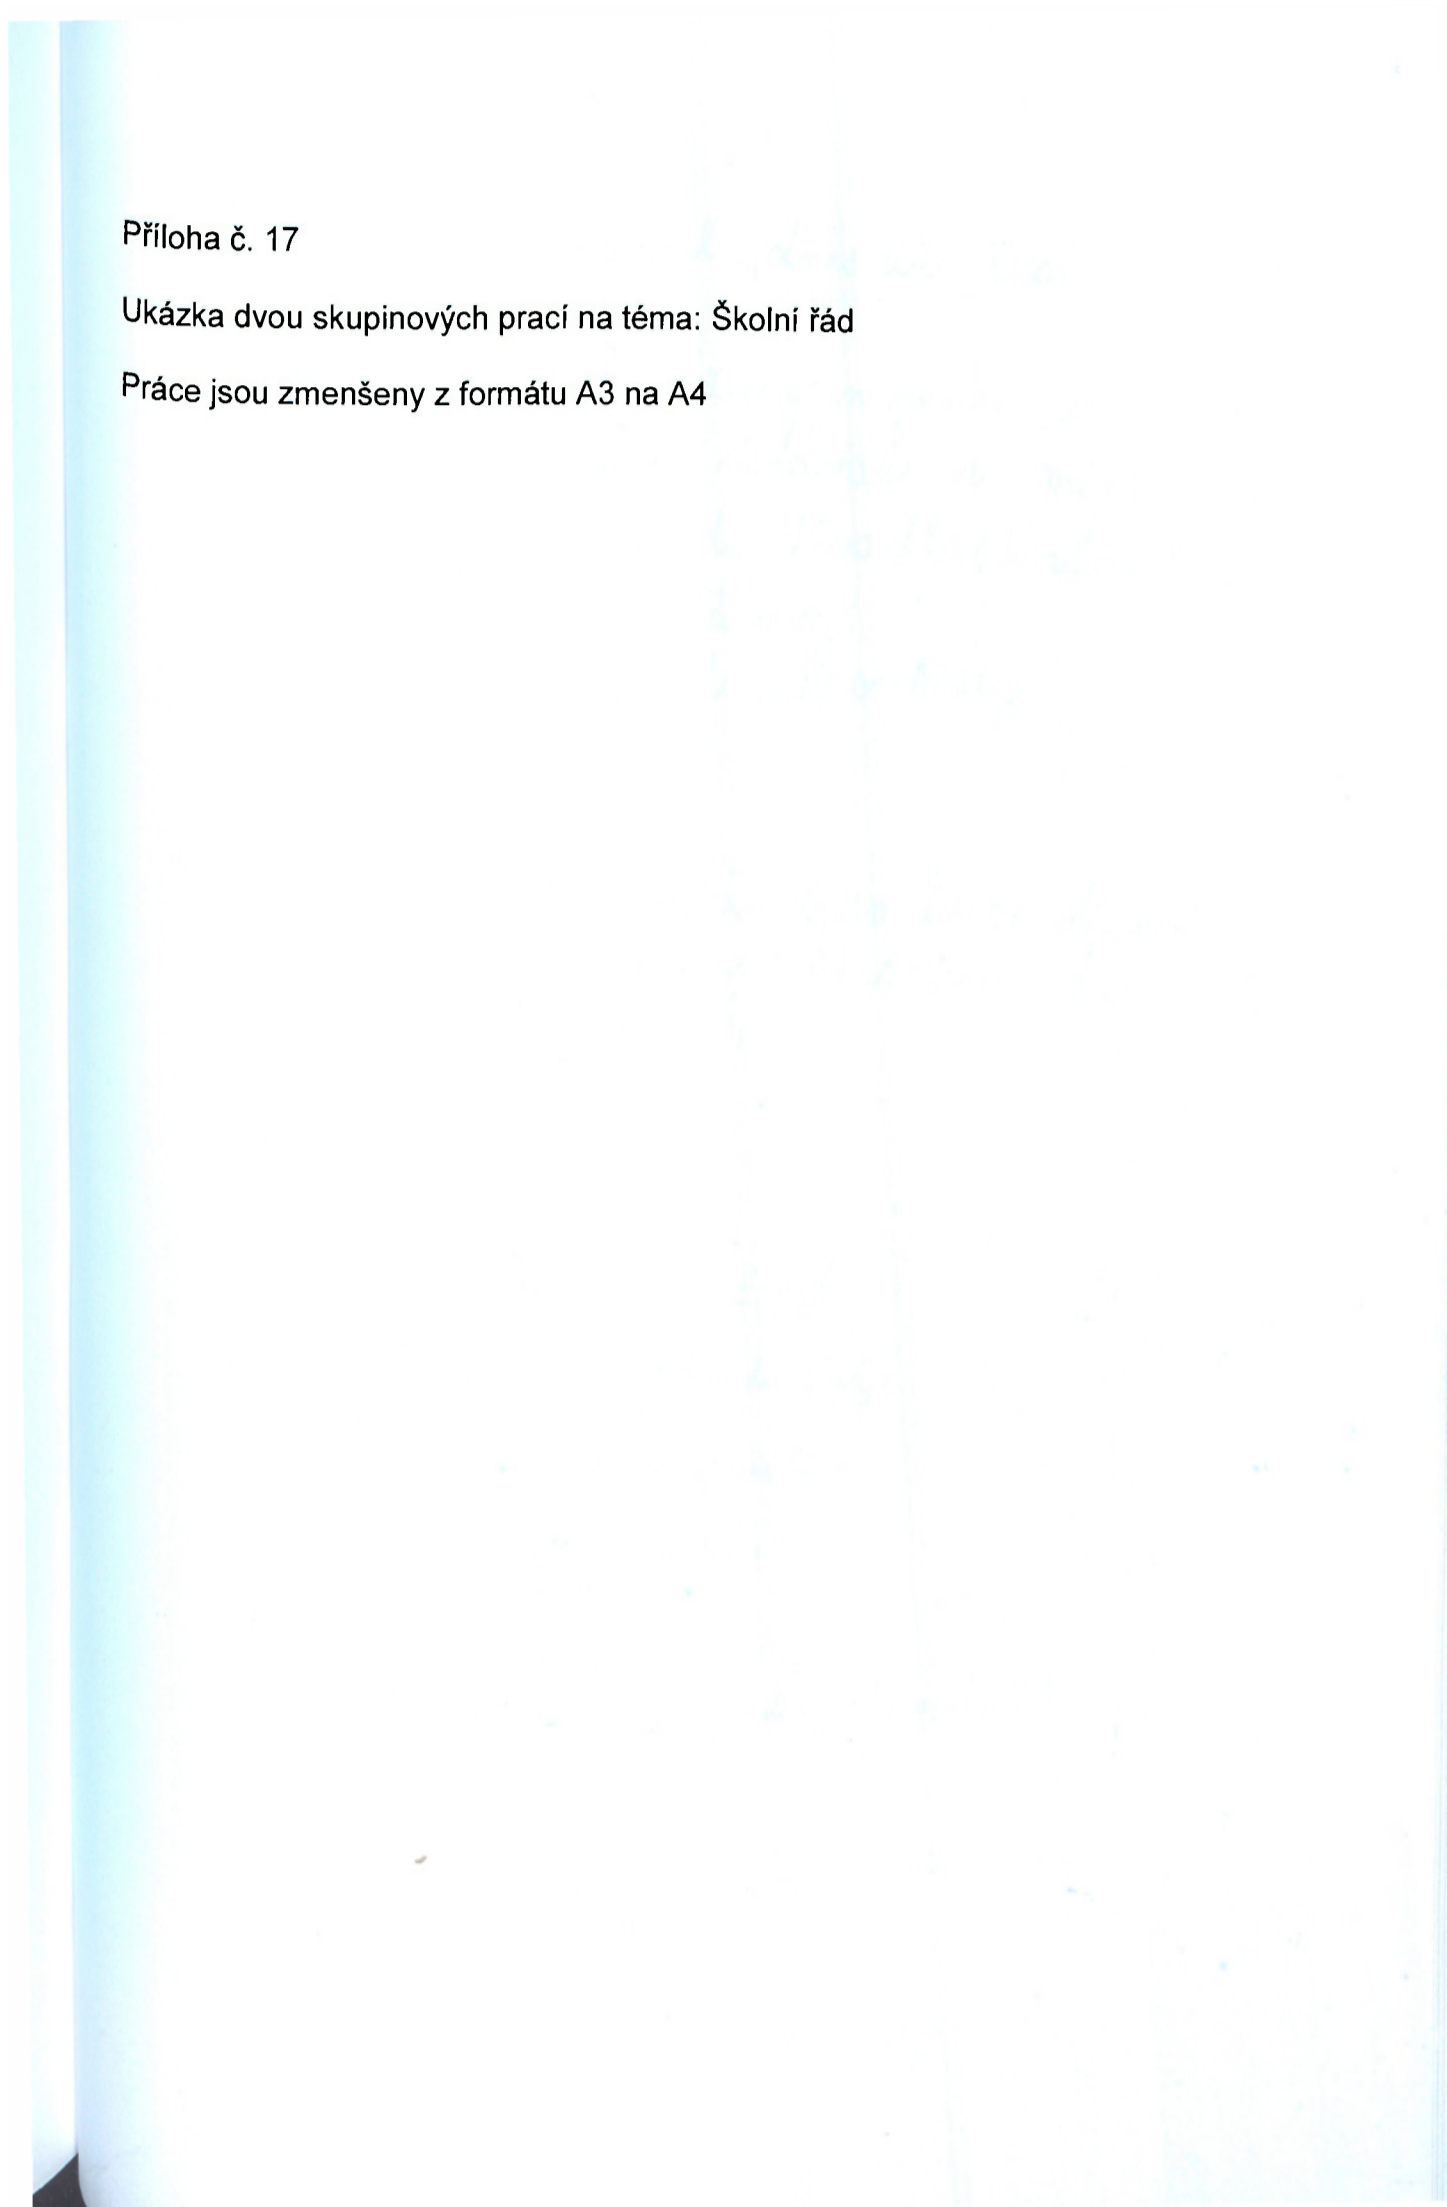 Příloha č. 17
Ukázka dvou skupinových prací na téma: Školní řád
Práce jsou zmenšeny z formátu A3 na A4